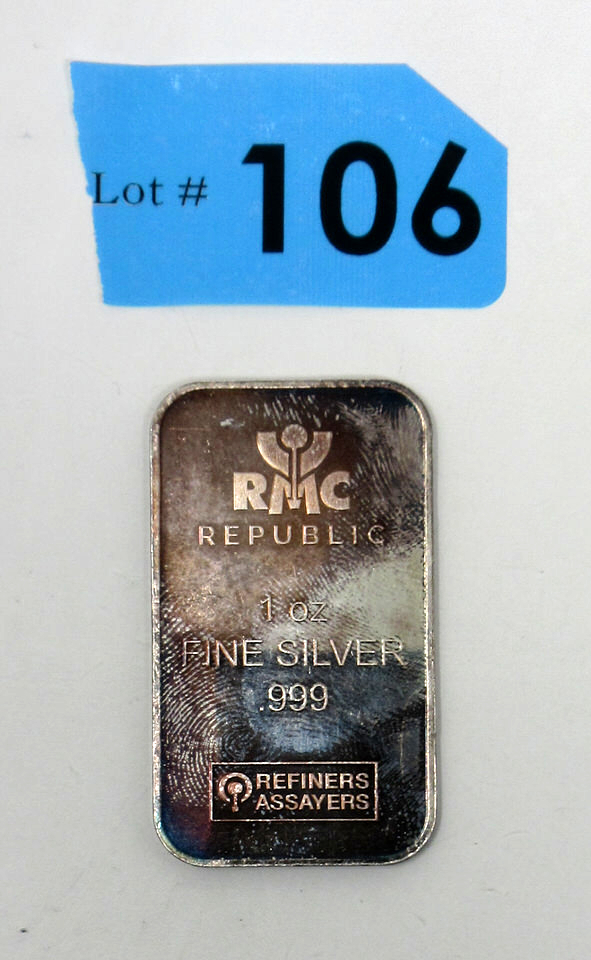 Lot # 106
RMC
REPUBLIC
1 oz
FINE SILVER
.999
REFINERS
ASSAYERS